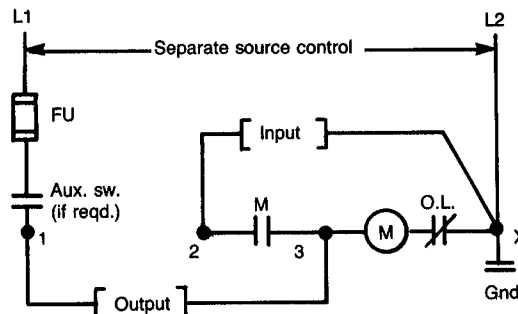 L1
L2
Separate source control
FU
Input
Aux. sw.
(if reqd.)
M
O.L.
M
1
2
3
X
Gnd
Output